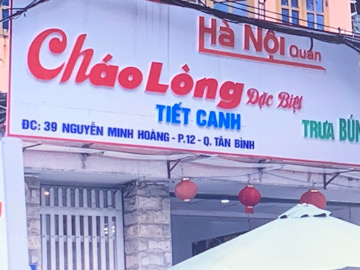 Hà Nội Quán
Cháo Lòng Đặc Biệt
TIẾT CANH
TRƯA BÚN
ĐC: 39 NGUYỄN MINH HOÀNG - P.12 - Q. TÂN BÌNH